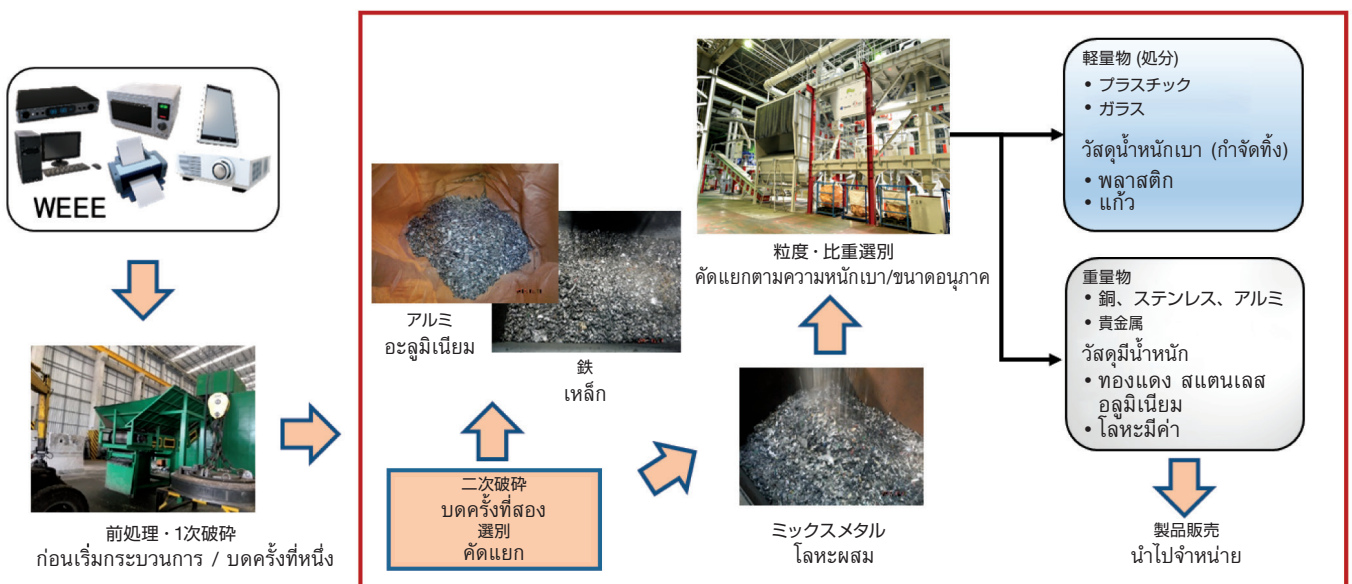 WEEE
前処理・1次破砕
ก่อนเริ่มกระบวนการ / บดครั้งที่หนึ่ง
アルミ
อะลูมิเนียม
鉄
เหล็ก
二次破砕
บดครั้งที่สอง
選別
คัดแยก
ミックスメタル
โลหะผสม
粒度・比重選別
คัดแยกตามความหนักเบา/ขนาดอนุภาค
軽量物 (処分)
• プラスチック
• ガラス
วัสดุน้ำหนักเบา (กำจัดทิ้ง)
• พลาสติก
• แก้ว
重量物
• 銅、ステンレス、アルミ
• 貴金属
วัสดุมีน้ำหนัก
• ทองแดง สแตนเลส
อลูมิเนียม
• โลหะมีค่า
製品販売
นำไปจำหน่าย